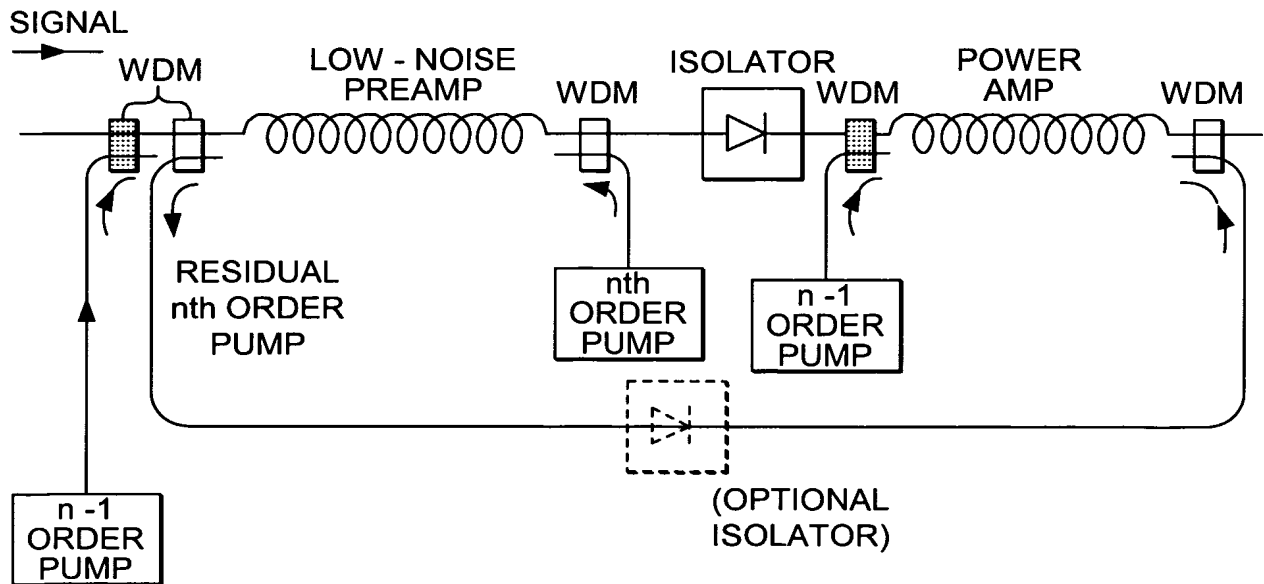 SIGNAL
WDM
LOW - NOISE
PREAMP
WDM
ISOLATOR
WDM
POWER
AMP
WDM
RESIDUAL
nth ORDER
PUMP
nth
ORDER
PUMP
n -1
ORDER
PUMP
n -1
ORDER
PUMP
(OPTIONAL
ISOLATOR)